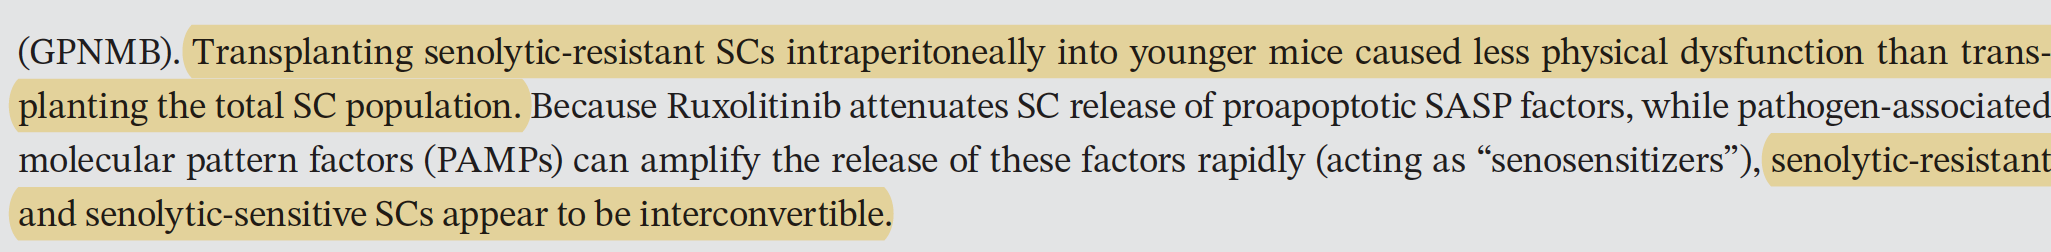 (GPNMB). Transplanting senolytic-resistant SCs intraperitoneally into younger mice caused less physical dysfunction than trans-
planting the total SC population. Because Ruxolitinib attenuates SC release of proapoptotic SASP factors, while pathogen-associated
molecular pattern factors (PAMPs) can amplify the release of these factors rapidly (acting as “senosensitizers”), senolytic-resistant
and senolytic-sensitive SCs appear to be interconvertible.